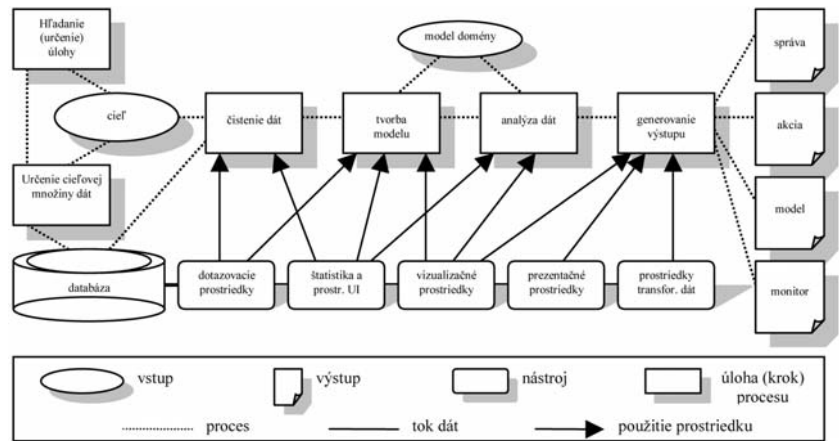 Hľadanie
(určenie)
úlohy
model domény
správa
cieľ
čistenie dát
tvorba
modelu
analýza dát
generovanie
výstupu
akcia
Určenie cieľovej
množiny dát
model
databáza
dotazovacie
prostriedky
štatistika a
prostr. UI
vizualizačné
prostriedky
prezentačné
prostriedky
prostriedky
transfor. dát
monitor
vstup
výstup
nástroj
úloha (krok)
procesu
proces
tok dát
použitie prostriedku